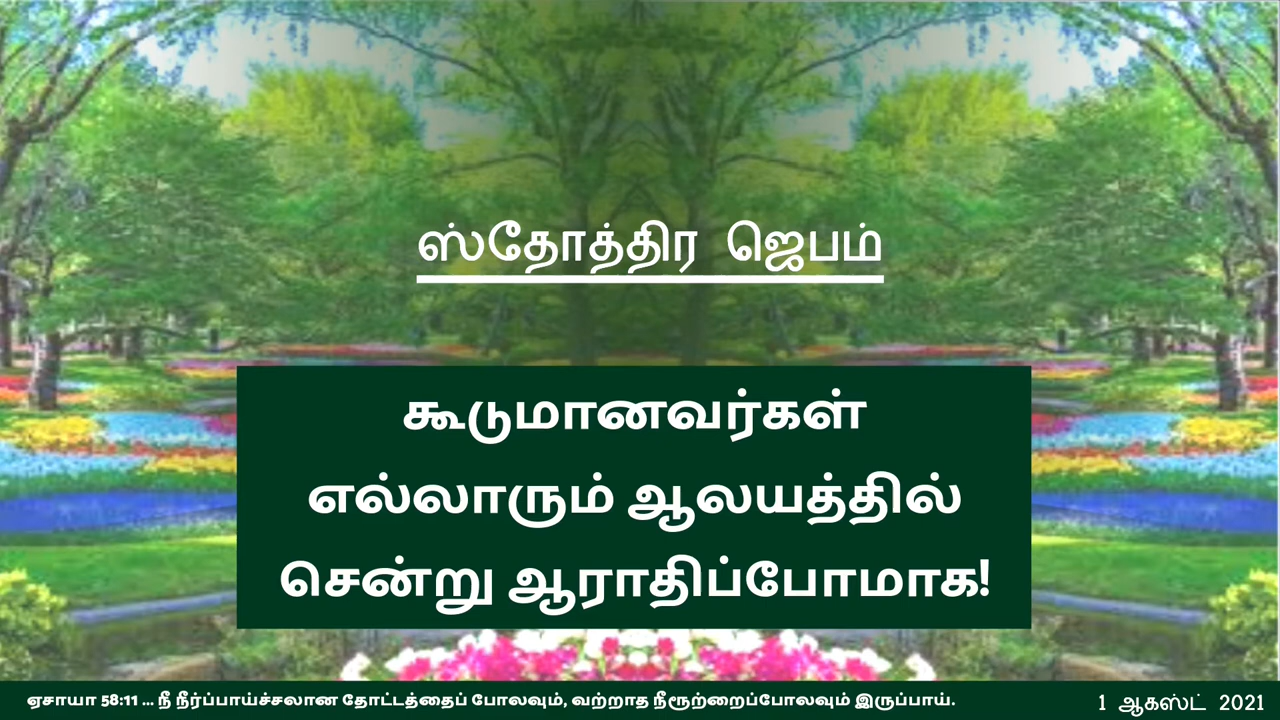 ஸ்தோத்திர ஜெபம்
கூடுமானவர்கள்
எல்லாரும் ஆலயத்தில்
சென்று ஆராதிப்போமாக!
ஏசாயா 58:11 ... நீ நீர்ப்பாய்ச்சலான தோட்டத்தைப் போலவும், வற்றாத நீரூற்றைப்போலவும் இருப்பாய்.
1 ஆகஸ்ட் 2021